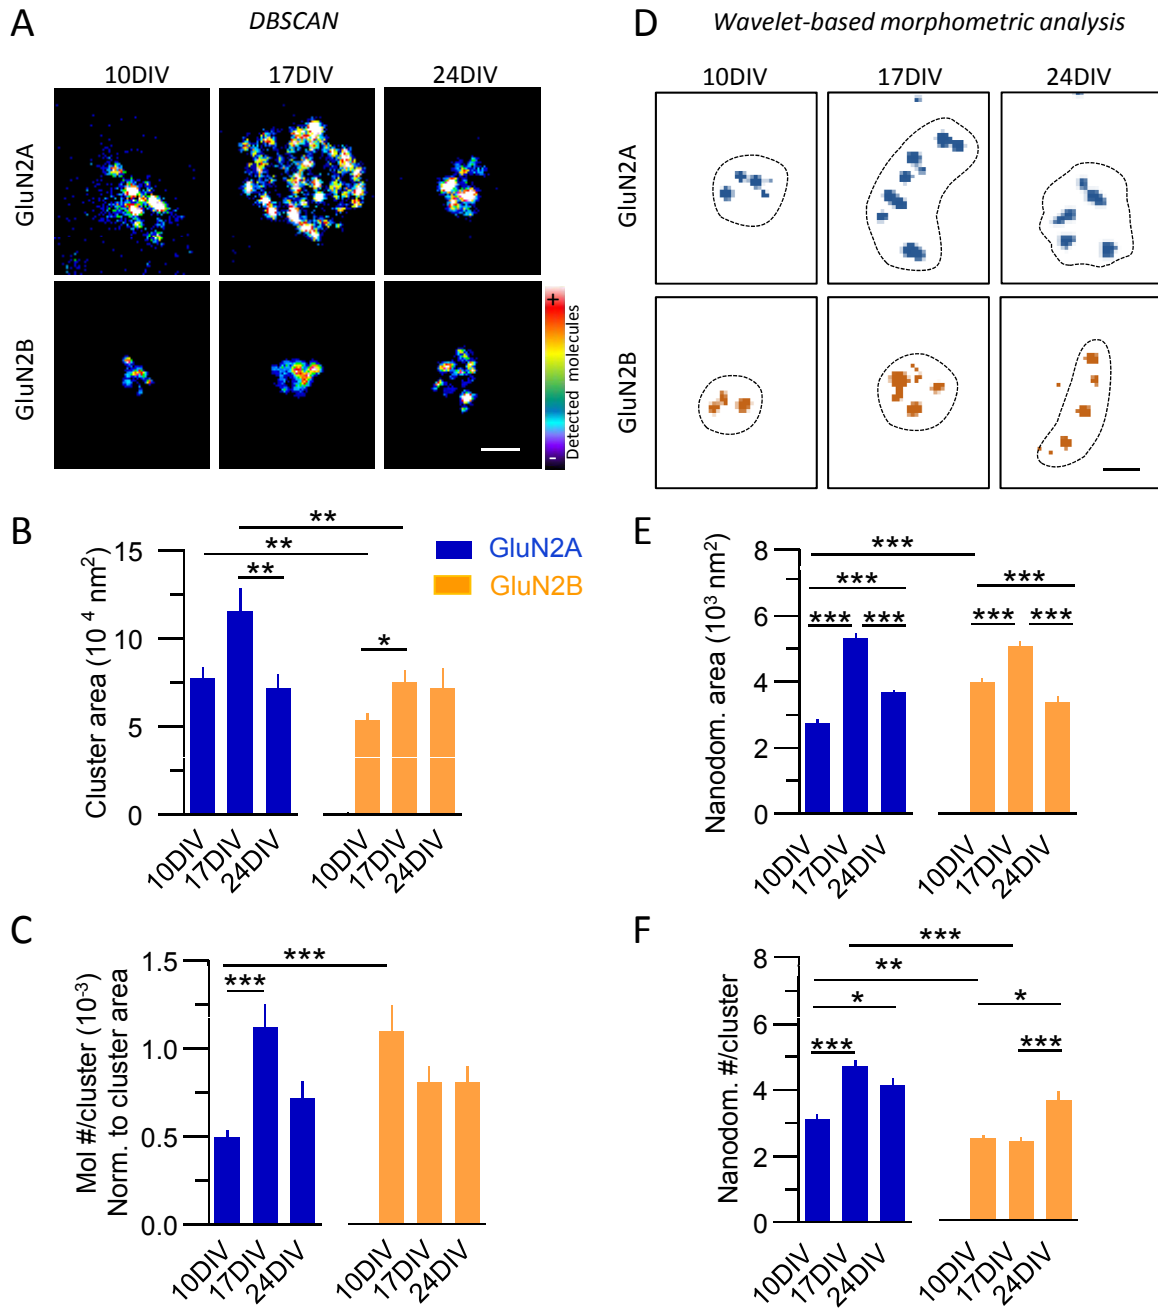 A
DBSCAN
10DIV 17DIV 24DIV
GluN2A
GluN2B
+
Detected molecules
-
D
Wavelet-based morphometric analysis
10DIV 17DIV 24DIV
GluN2A
GluN2B
B
Cluster area (10⁴ nm²)
15
10
5
0
**
**
**
*
GluN2A
GluN2B
10DIV 17DIV 24DIV 10DIV 17DIV 24DIV
E
Nanodom. area (10³ nm²)
8
6
4
2
0
***
*** ***
*** *** *** ***
10DIV 17DIV 24DIV 10DIV 17DIV 24DIV
C
Mol #/cluster (10⁻³)
Norm. to cluster area
1.5
1.0
0.5
0.0
***
***
10DIV 17DIV 24DIV 10DIV 17DIV 24DIV
F
Nanodom. #/cluster
8
6
4
2
0
***
**
* *
*** ***
10DIV 17DIV 24DIV 10DIV 17DIV 24DIV